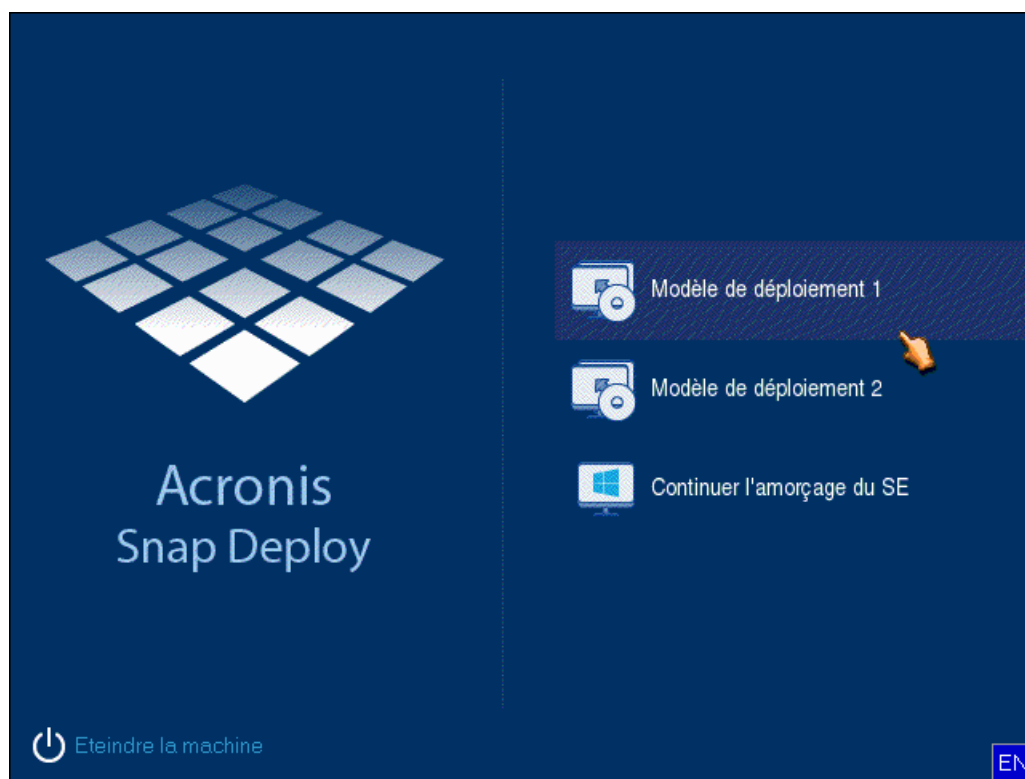 Acronis
Snap Deploy
Modèle de déploiement 1
Modèle de déploiement 2
Continuer l'amorçage du SE
Eteindre la machine
EN